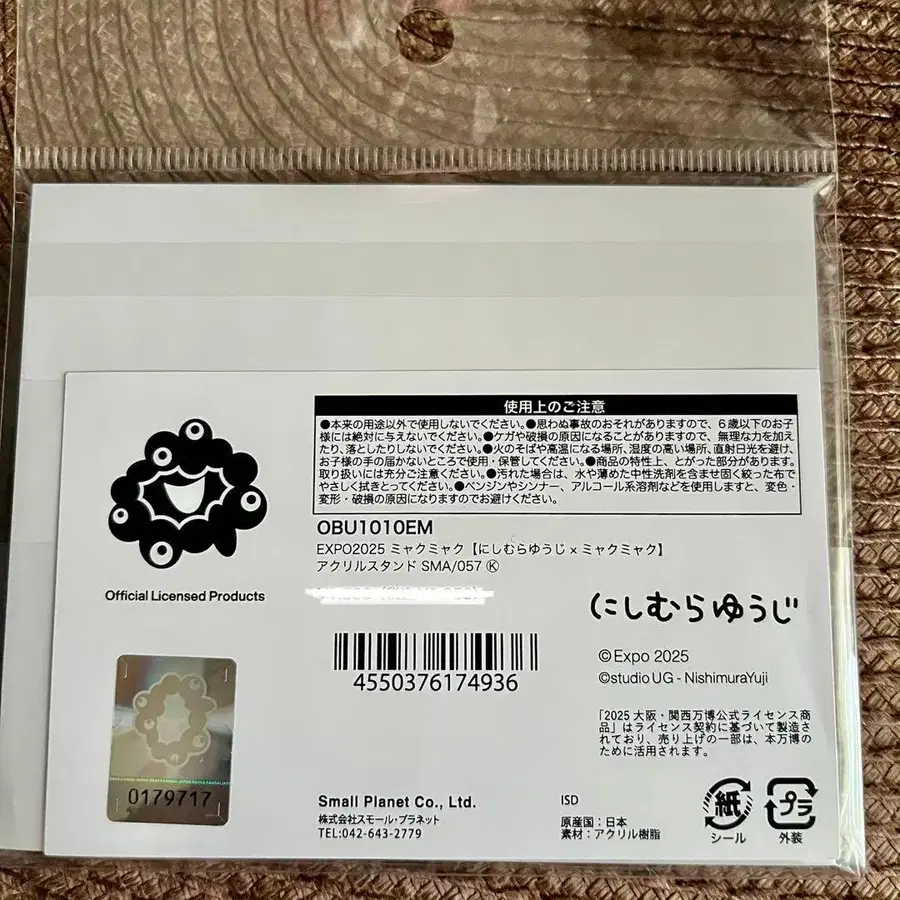 使用上のご注意
●本来の用途以外で使用しないでください。●思わぬ事故のおそれがありますので、6歳以下のお子
様には絶対に与えないでください。●ケガや破損の原因になることがありますので、無理な力を加え
たり、落としたりしないでください。●火のそばや高温になる場所、湿度の高い場所、直射日光を避け、
お子様の手の届かないところで使用・保管してください。●商品の特性上、とがった部分があります。
取り扱いには充分ご注意ください。●汚れた場合は、水や薄めた中性洗剤を含ませ固く絞った布で
やさしく拭きとってください。●ベンジンやシンナー、アルコール系溶剤などを使用しますと、変色・
変形・破損の原因になりますのでお避けください。
OBU1010EM
EXPO2025 ミャクミャク【にしむらゆうじ×ミャクミャク】
アクリルスタンド SMA/057 Ⓚ
Official Licensed Products
にしむらゆうじ
4550376174936
©Expo 2025
©studio UG - NishimuraYuji
「2025 大阪・関西万博公式ライセンス商
品」はライセンス契約に基づいて製造さ
れており、売り上げの一部は、本万博の
ために活用されます。
0179717
Small Planet Co., Ltd.
株式会社スモール・プラネット
TEL:042-643-2779
ISD
原産国：日本
素材：アクリル樹脂
紙
シール
プラ
外装